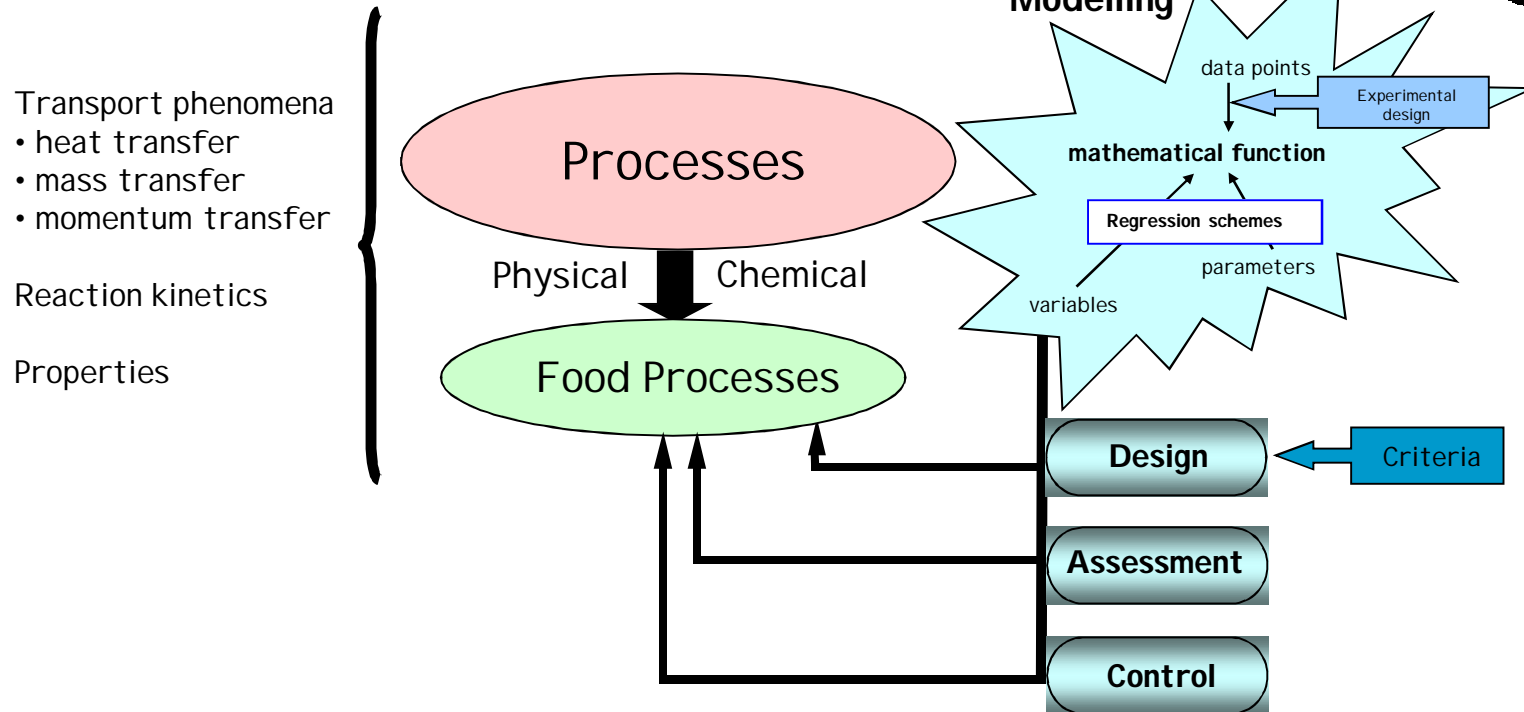 Modelling
Transport phenomena
• heat transfer
• mass transfer
• momentum transfer
Reaction kinetics
Properties
Processes
Physical
Chemical
Food Processes
data points
Experimental
design
mathematical function
Regression schemes
parameters
variables
Design
Criteria
Assessment
Control